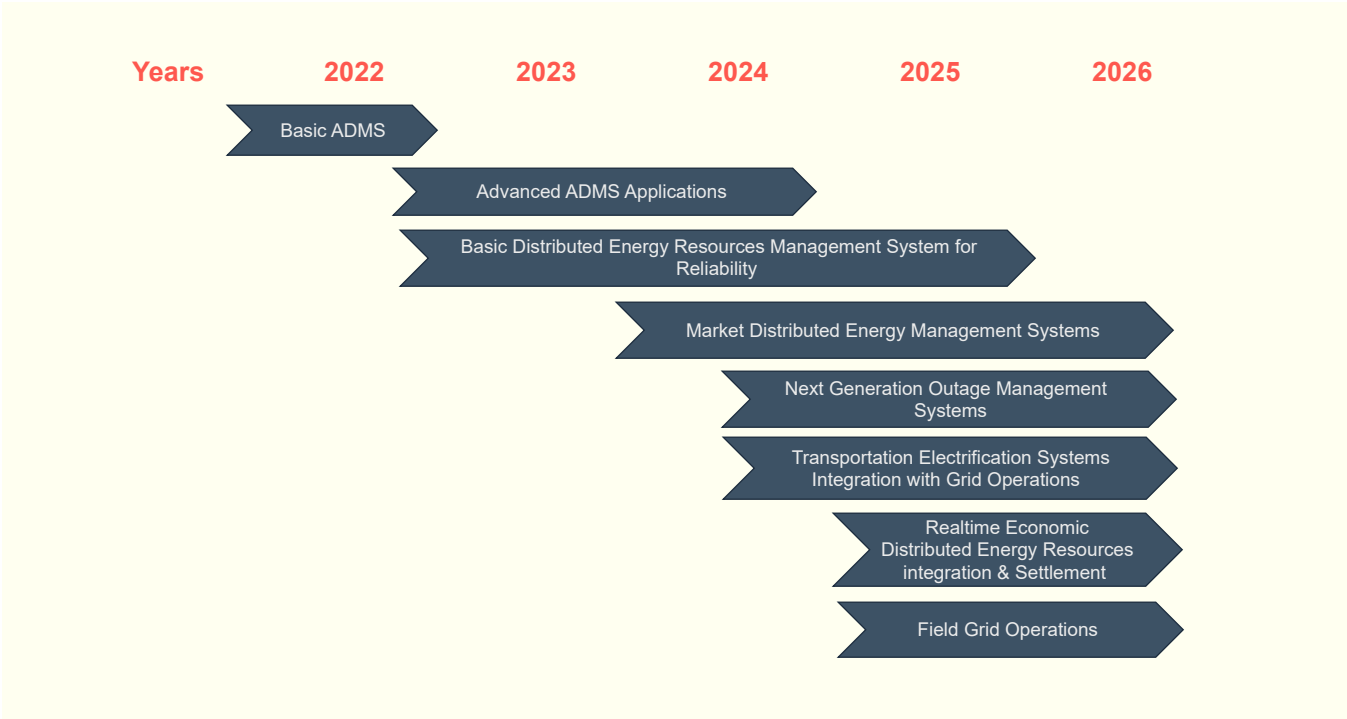 Years 2022 2023 2024 2025 2026
Basic ADMS
Advanced ADMS Applications
Basic Distributed Energy Resources Management System for
Reliability
Market Distributed Energy Management Systems
Next Generation Outage Management
Systems
Transportation Electrification Systems
Integration with Grid Operations
Realtime Economic
Distributed Energy Resources
integration & Settlement
Field Grid Operations